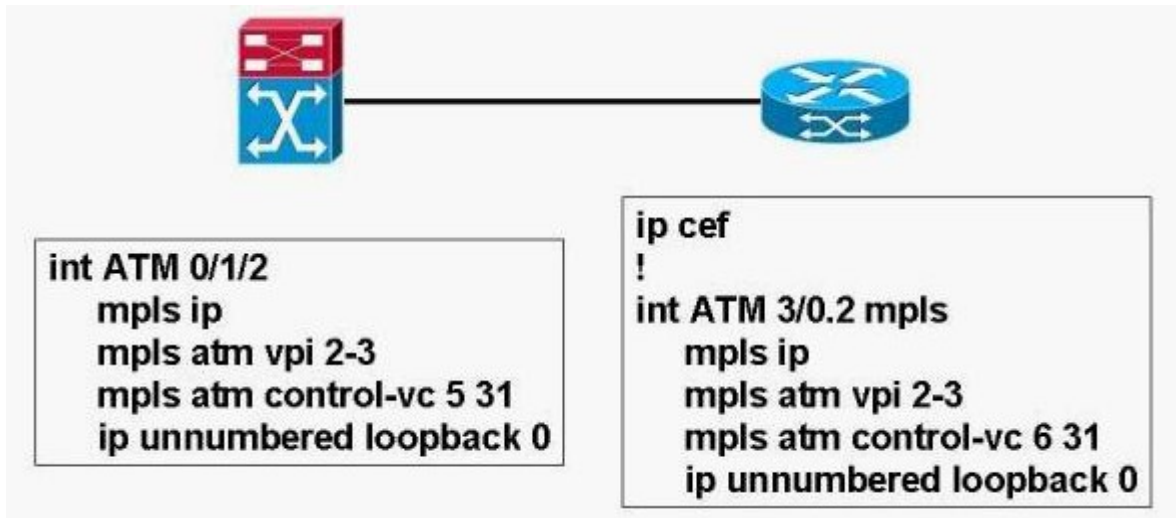 int ATM 0/1/2
mpls ip
mpls atm vpi 2-3
mpls atm control-vc 5 31
ip unnumbered loopback 0
ip cef
!
int ATM 3/0.2 mpls
mpls ip
mpls atm vpi 2-3
mpls atm control-vc 6 31
ip unnumbered loopback 0